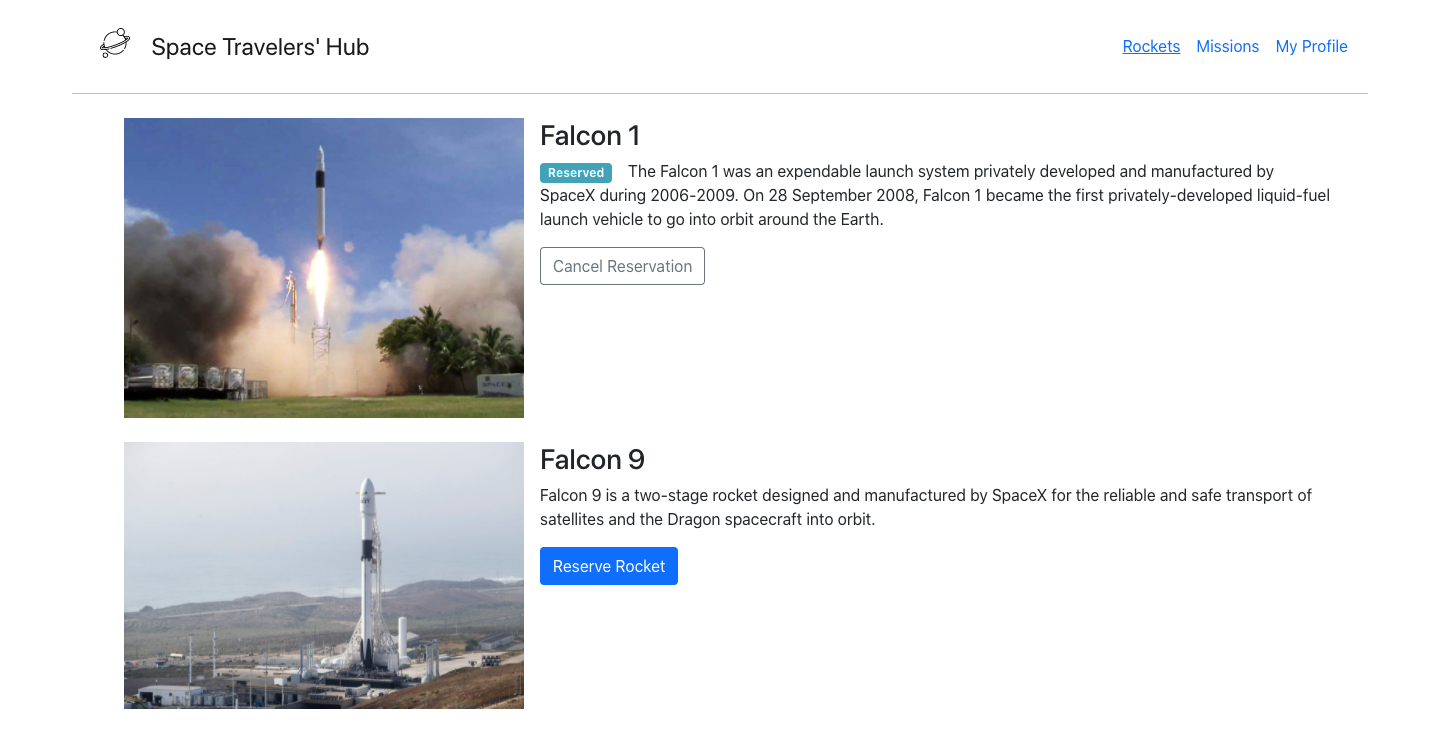 Space Travelers' Hub
Rockets Missions My Profile
Falcon 1
Reserved The Falcon 1 was an expendable launch system privately developed and manufactured by
SpaceX during 2006-2009. On 28 September 2008, Falcon 1 became the first privately-developed liquid-fuel
launch vehicle to go into orbit around the Earth.
Cancel Reservation
Falcon 9
Falcon 9 is a two-stage rocket designed and manufactured by SpaceX for the reliable and safe transport of
satellites and the Dragon spacecraft into orbit.
Reserve Rocket